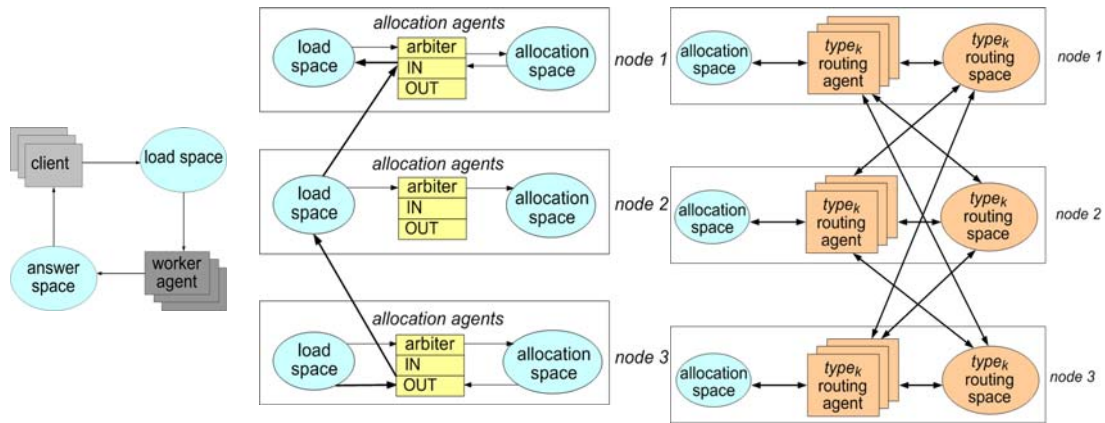 client
load space
answer
space
worker
agent
allocation agents
load
space
arbiter
IN
OUT
allocation
space
node 1
allocation agents
load
space
arbiter
IN
OUT
allocation
space
node 2
allocation agents
load
space
arbiter
IN
OUT
allocation
space
node 3
allocation
space
typek
routing
agent
typek
routing
space
node 1
allocation
space
typek
routing
agent
typek
routing
space
node 2
allocation
space
typek
routing
agent
typek
routing
space
node 3